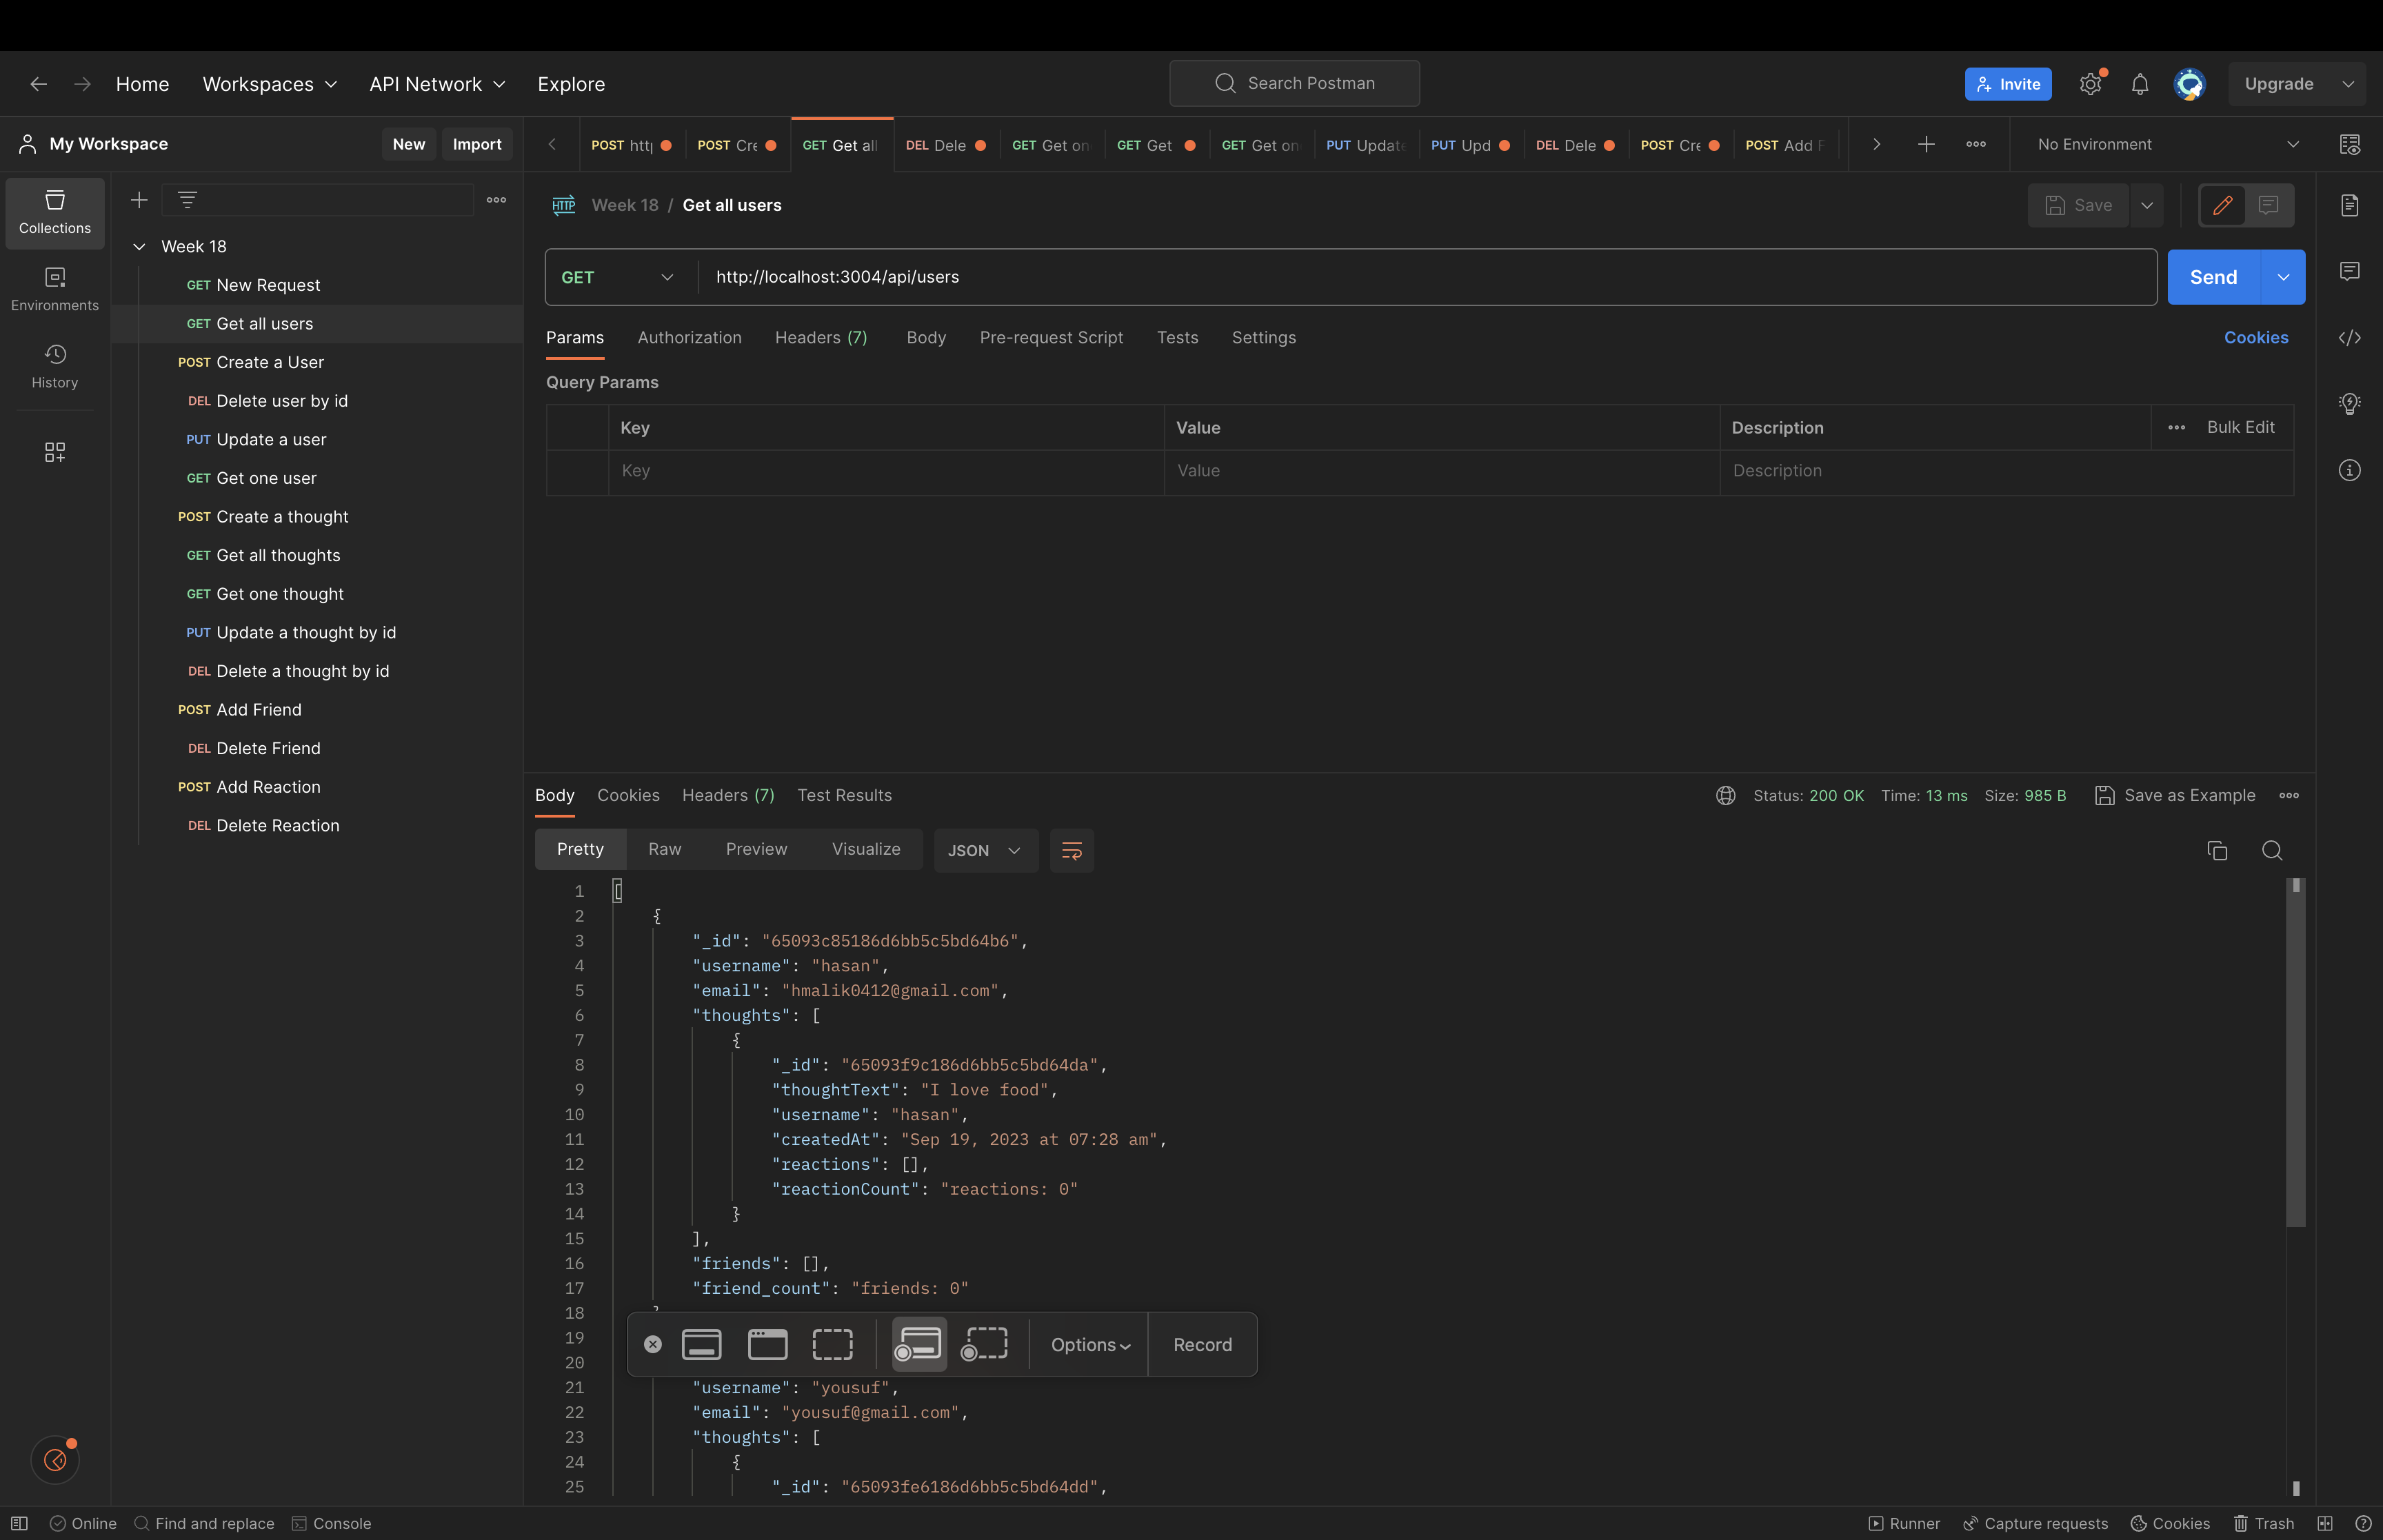 Home Workspaces API Network Explore Search Postman Invite Upgrade
My Workspace New Import POST http CRE POST Cre GET Get all DEL Dele GET Get on GET Get GET Get on PUT Update PUT Upd DEL Dele POST Cre POST Add F No Environment
Collections
Environments
History
Week 18
GET New Request
GET Get all users
POST Create a User
DEL Delete user by id
PUT Update a user
GET Get one user
POST Create a thought
GET Get all thoughts
GET Get one thought
PUT Update a thought by id
DEL Delete a thought by id
POST Add Friend
DEL Delete Friend
POST Add Reaction
DEL Delete Reaction
HTTP Week 18 / Get all users Save
GET http://localhost:3004/api/users Send
Params Authorization Headers (7) Body Pre-request Script Tests Settings Cookies
Query Params
Key Value Description Bulk Edit
Key Value Description
Body Cookies Headers (7) Test Results Status: 200 OK Time: 13 ms Size: 985 B Save as Example
Pretty Raw Preview Visualize JSON
1 [
2 {
3 "_id": "65093c85186d6bb5c5bd64b6",
4 "username": "hasan",
5 "email": "hmalik0412@gmail.com",
6 "thoughts": [
7 {
8 "_id": "65093f9c186d6bb5c5bd64da",
9 "thoughtText": "I love food",
10 "username": "hasan",
11 "createdAt": "Sep 19, 2023 at 07:28 am",
12 "reactions": [],
13 "reactionCount": "reactions: 0"
14 }
15 ],
16 "friends": [],
17 "friend_count": "friends: 0"
18
19
20
Options Record
21 "username": "yousuf",
22 "email": "yousuf@gmail.com",
23 "thoughts": [
24 {
25 "_id": "65093fe6186d6bb5c5bd64dd",
Online Find and replace Console Runner Capture requests Cookies Trash